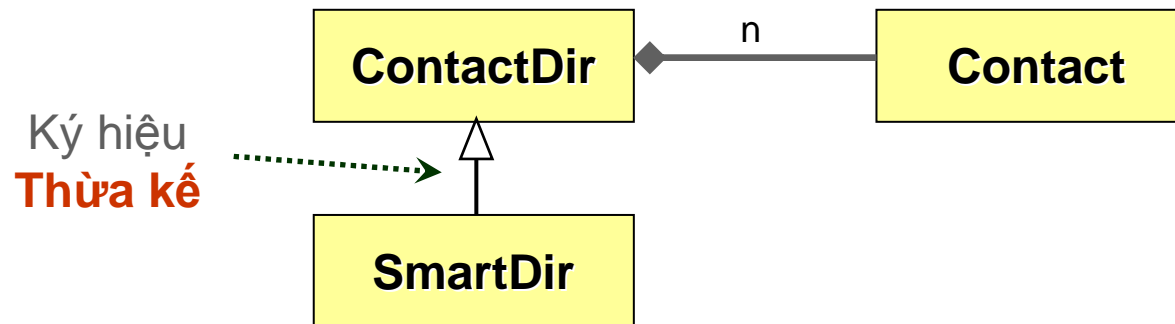 n
ContactDir
Contact
Ký hiệu
Thừa kế
SmartDir